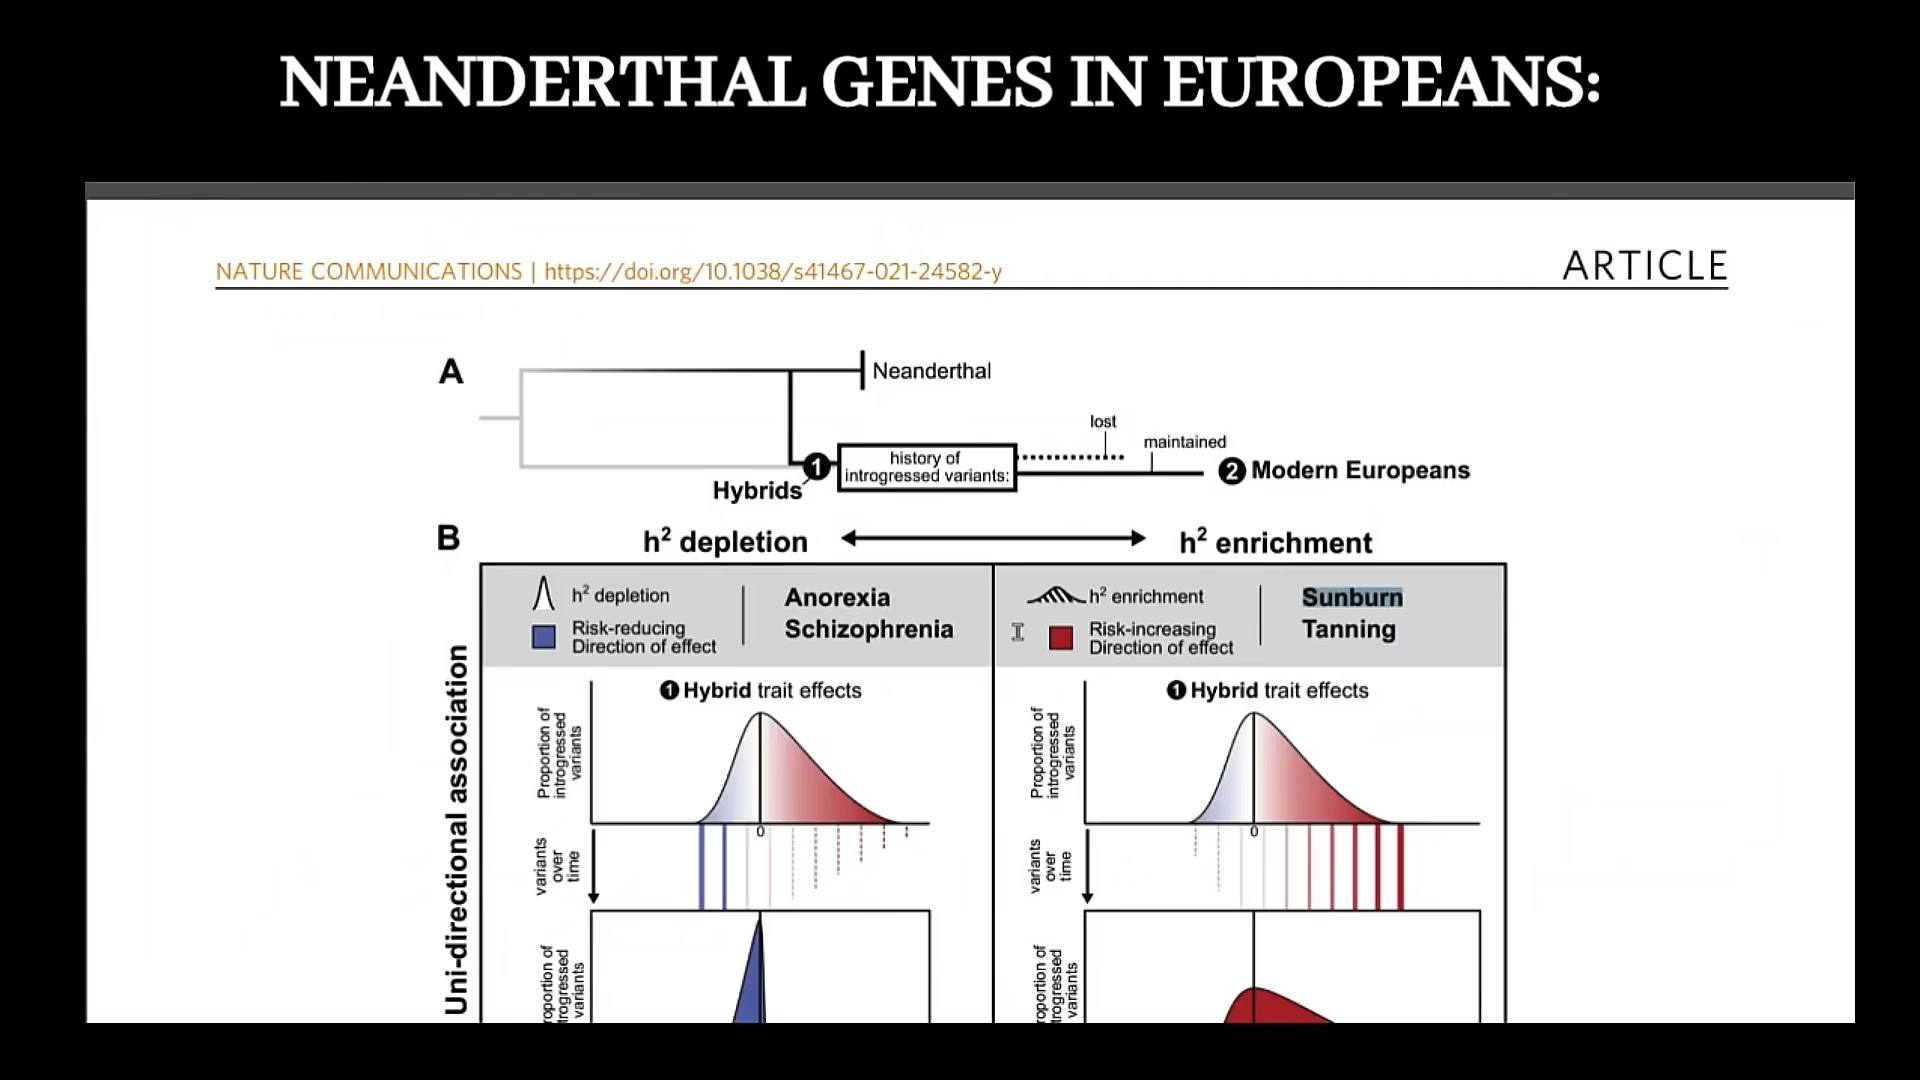 NEANDERTHAL GENES IN EUROPEANS:
NATURE COMMUNICATIONS | https://doi.org/10.1038/s41467-021-24582-y
ARTICLE
A
Neanderthal
lost
maintained
1
history of
introgressed variants:
2 Modern Europeans
Hybrids
B
h² depletion
h² enrichment
h² depletion
Risk-reducing
Direction of effect
Anorexia
Schizophrenia
h² enrichment
Risk-increasing
Direction of effect
Sunburn
Tanning
Uni-directional association
1 Hybrid trait effects
Proportion of
introgressed
variants
0
variants
over
time
1 Hybrid trait effects
Proportion of
introgressed
variants
0
variants
over
time